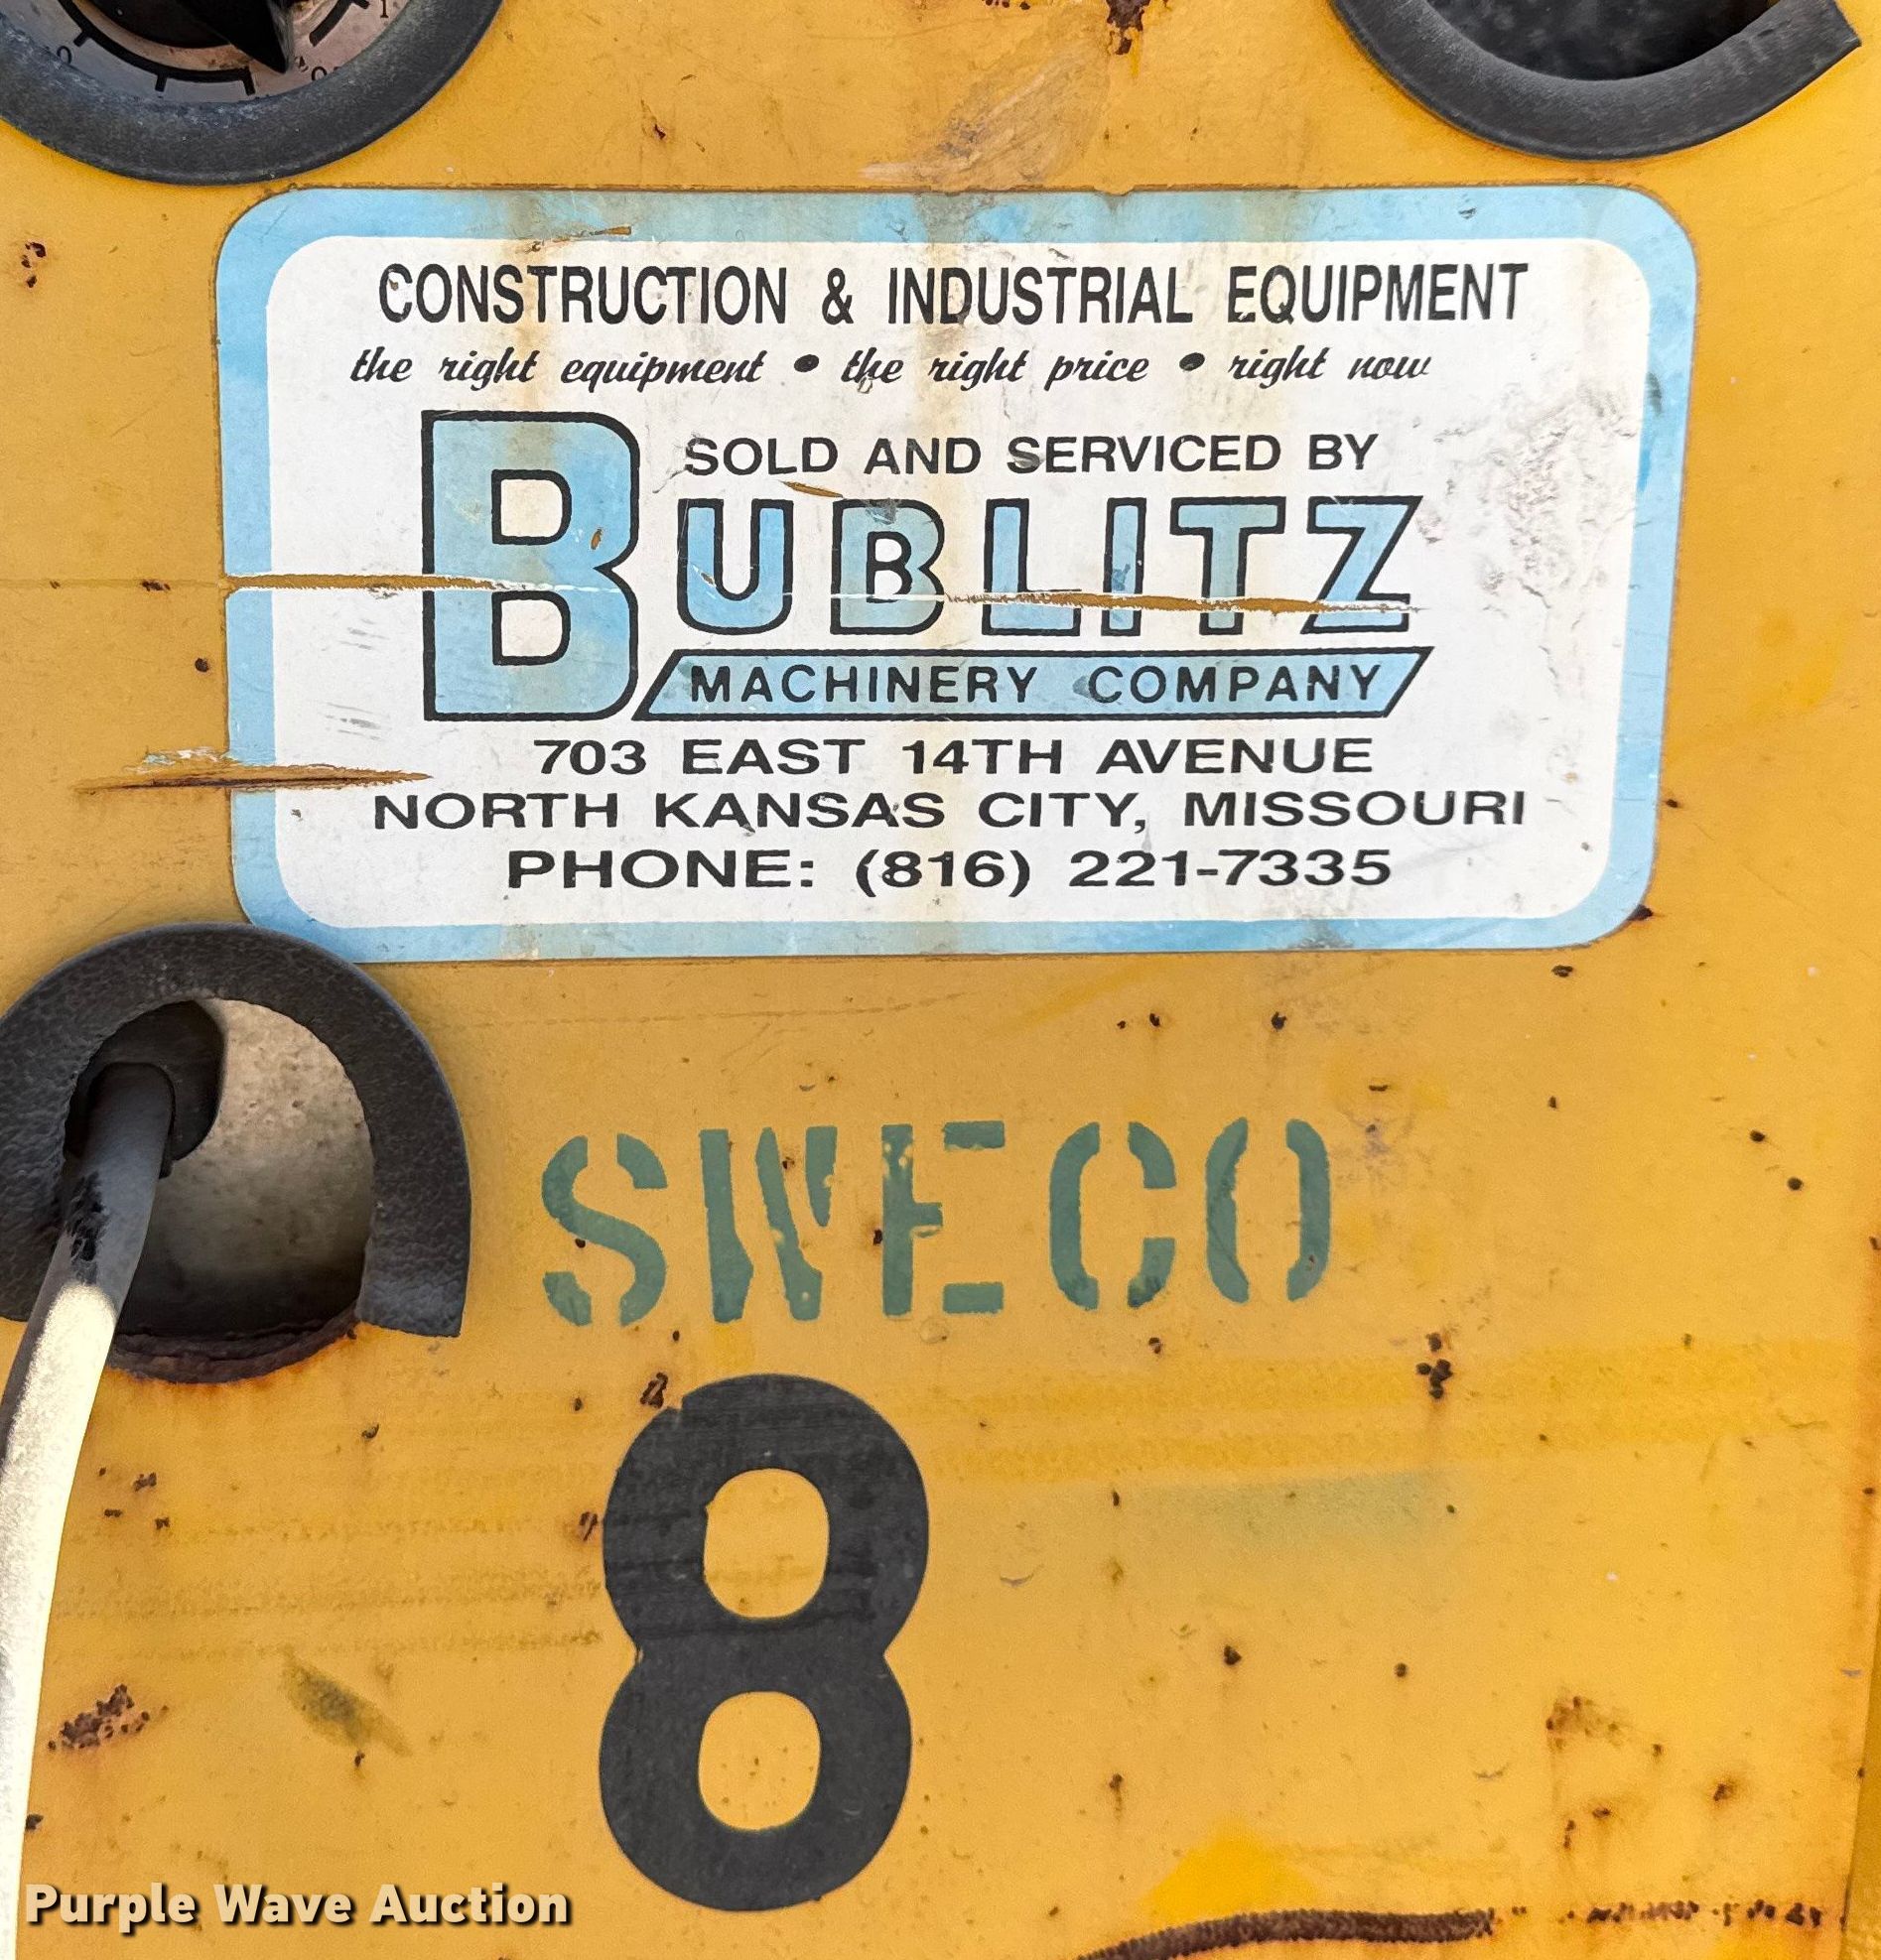 CONSTRUCTION & INDUSTRIAL EQUIPMENT
the right equipment • the right price • right now
SOLD AND SERVICED BY
BUBLITZ
MACHINERY COMPANY
703 EAST 14TH AVENUE
NORTH KANSAS CITY, MISSOURI
PHONE: (816) 221-7335
SWECO
8
Purple Wave Auction